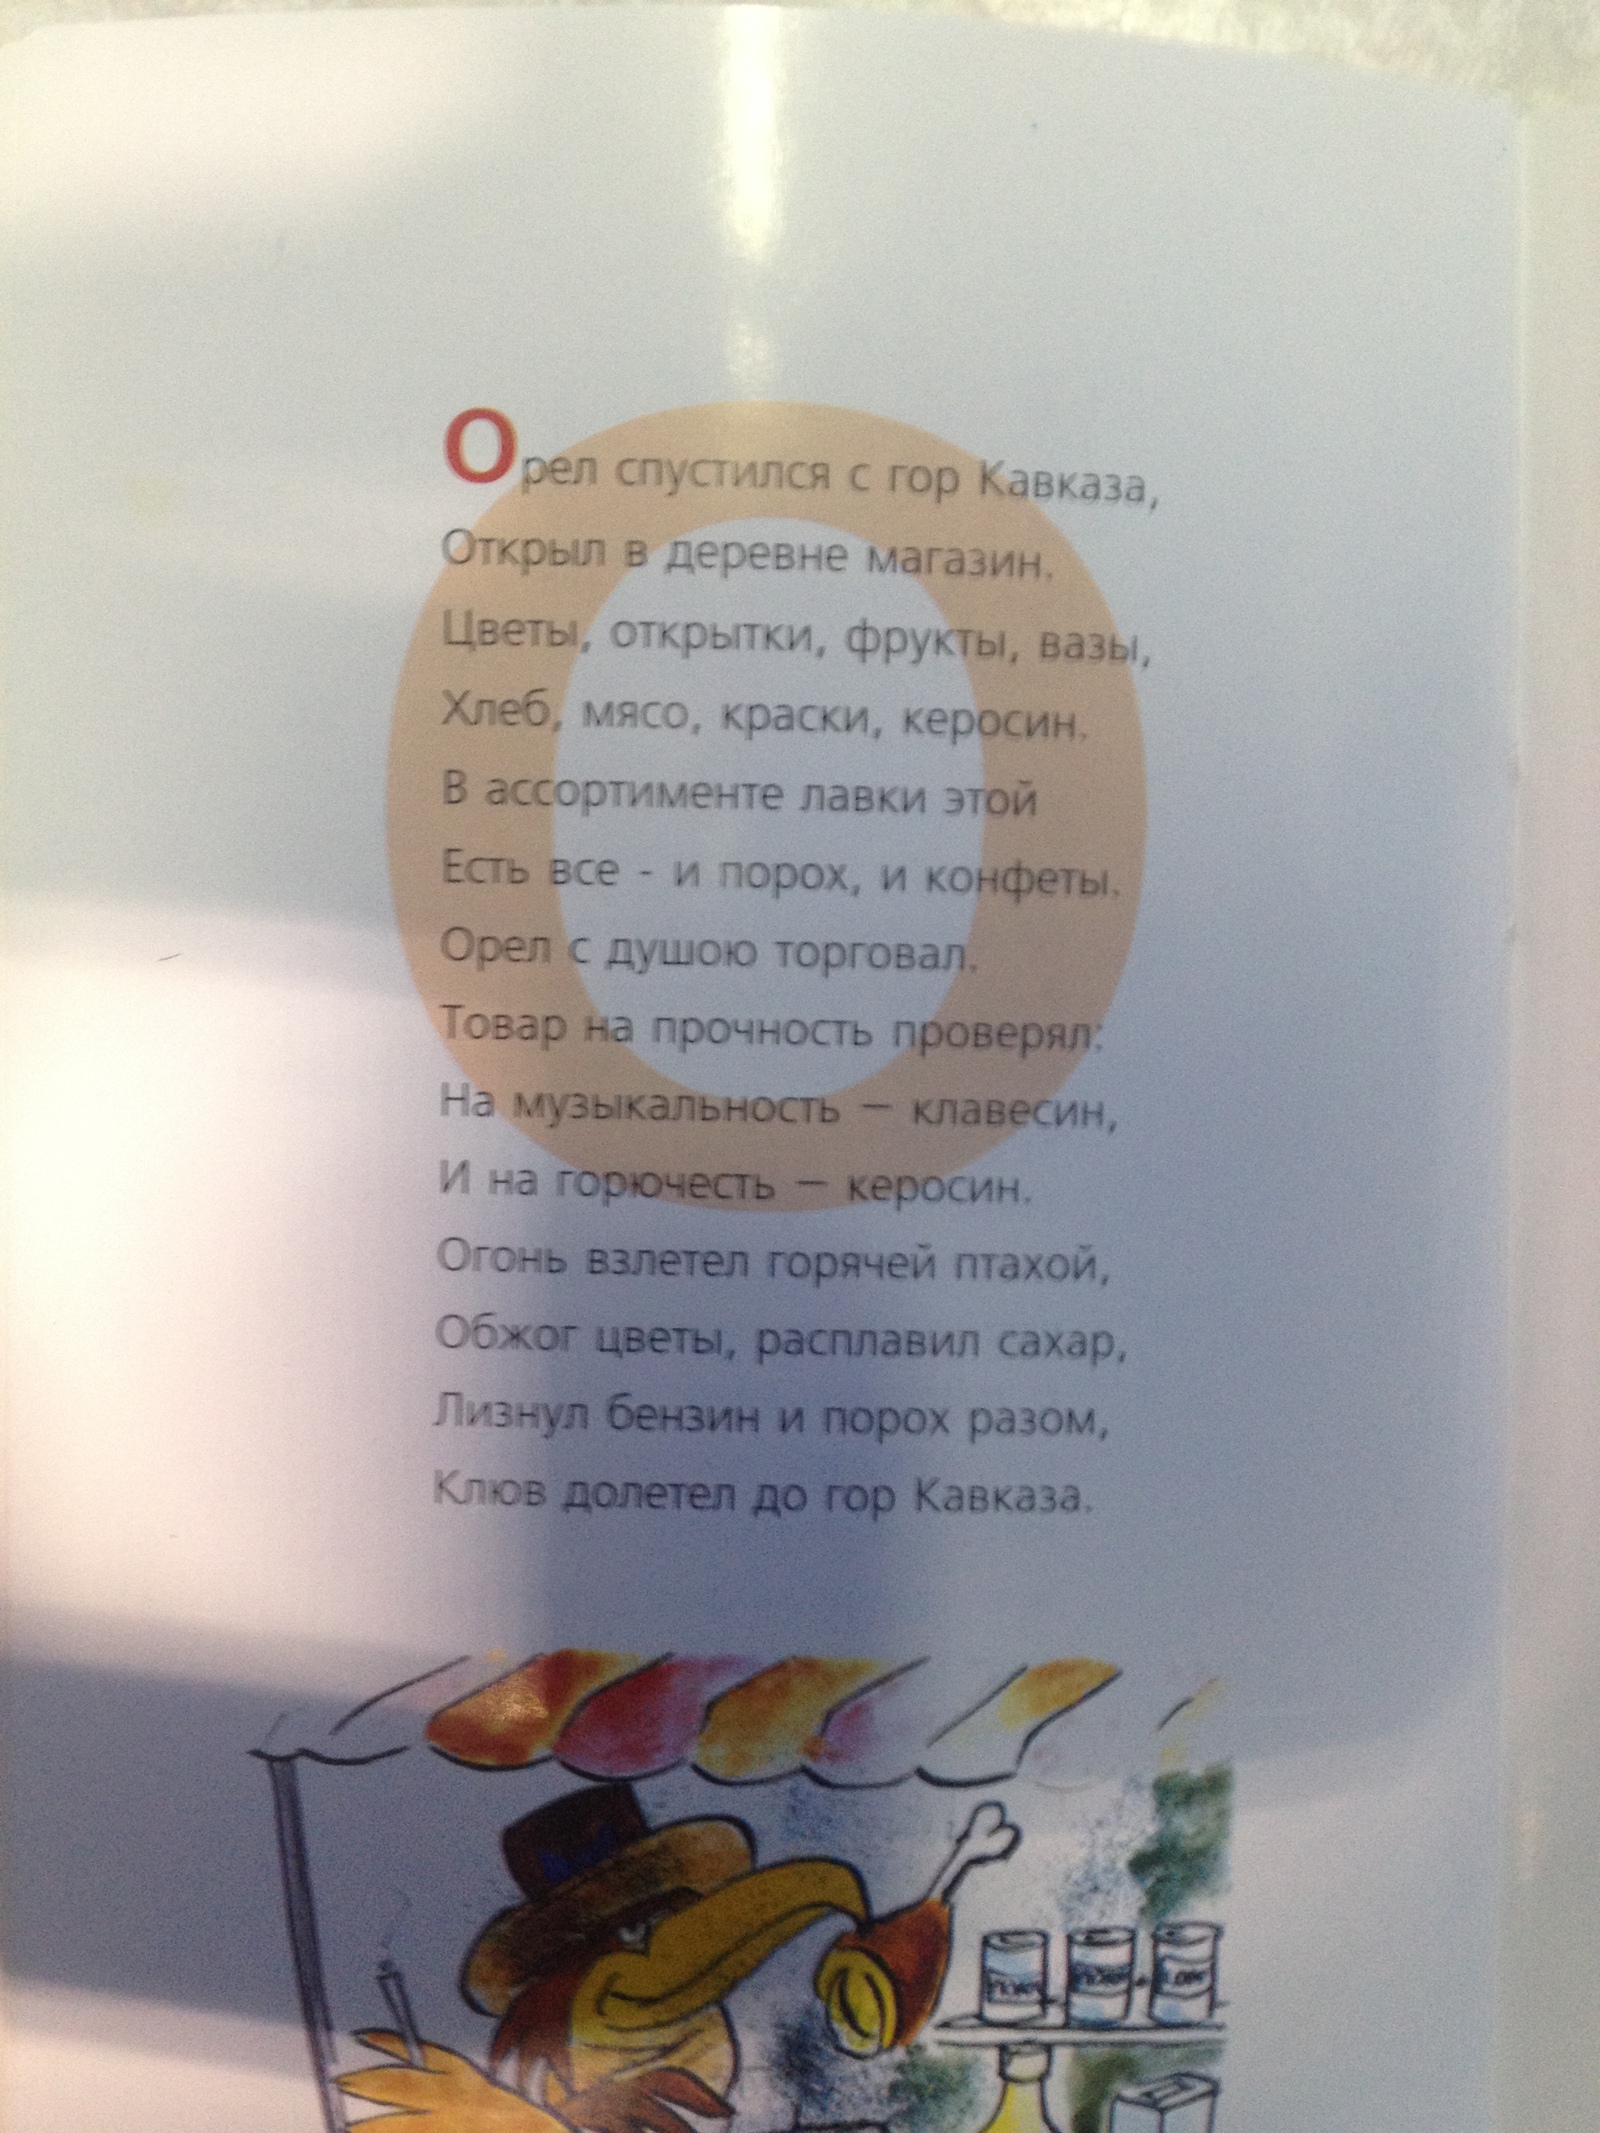 Орел спустился с гор Кавказа,
Открыл в деревне магазин.
Цветы, открытки, фрукты, вазы,
Хлеб, мясо, краски, керосин.
В ассортименте лавки этой
Есть все - и порох, и конфеты.
Орел с душою торговал.
Товар на прочность проверял:
На музыкальность — клавесин,
И на горючесть — керосин.
Огонь взлетел горячей птахой,
Обжог цветы, расплавил сахар,
Лизнул бензин и порох разом,
Клюв долетел до гор Кавказа.